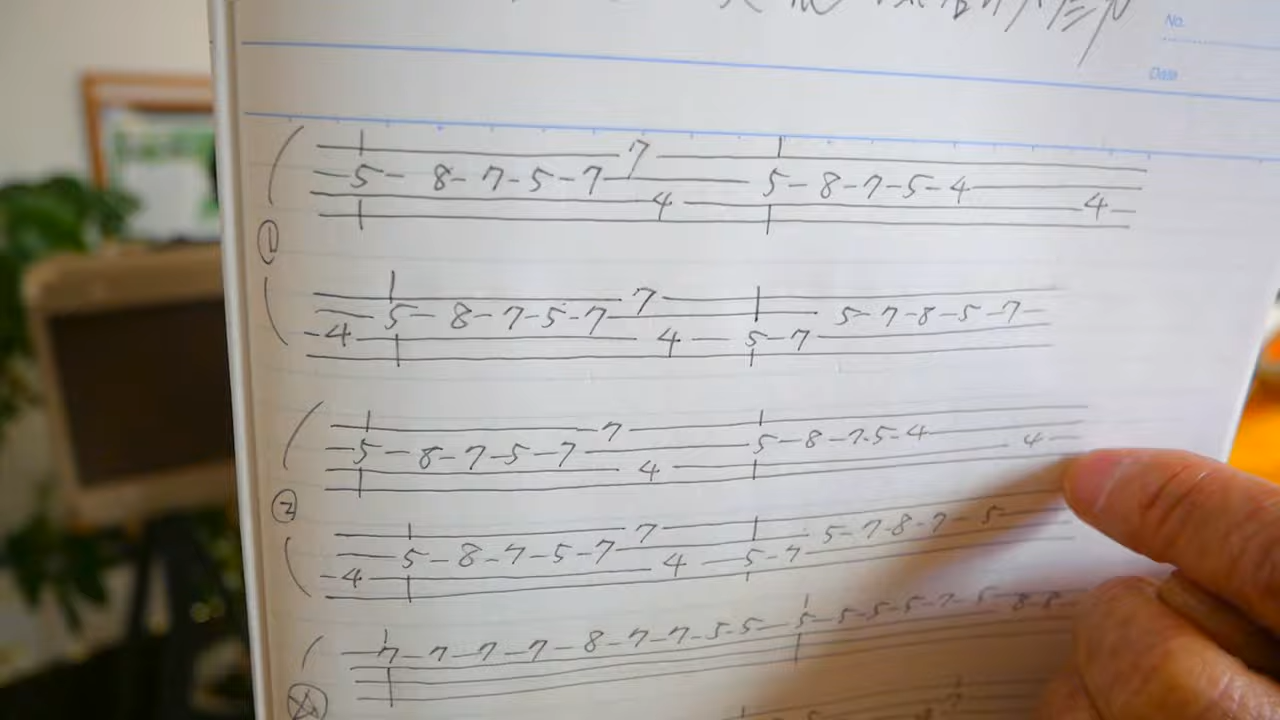 No.
Date
7
5 - 8 - 7 - 5 - 7 5 - 8 - 7 - 5 - 4
4 4
①
7
5 - 8 - 7 - 5 - 7 5 - 7 - 8 - 5 - 7
- 4 4 5 - 7
7
5 - 8 - 7 - 5 - 7 5 - 8 - 7 - 5 - 4
4 4
②
7 5 - 7 - 8 - 7 - 5
5 - 8 - 7 - 5 - 7 5 - 7
- 4 4
7 - 7 - 7 - 7 - 8 - 7 - 7 - 5 - 5 - 5 - 5 - 5 - 5 - 7 - 5 - 8 - 8